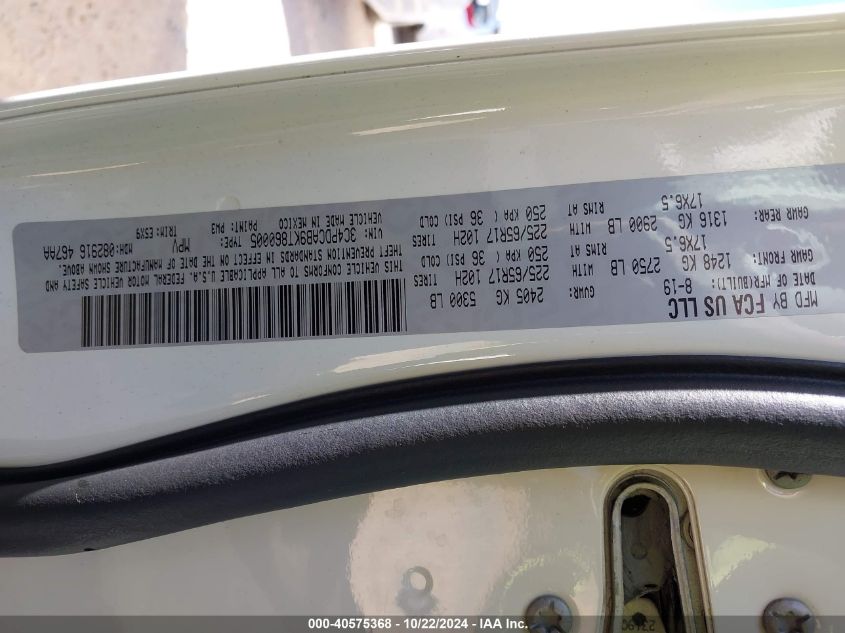 MFD BY FCA US LLC
DATE OF MFR(BUILT): 8-19
GVWR: 2405 KG 5300 LB
GAWR FRONT: 1248 KG 2750 LB WITH 225/65R17 102H TIRES
17X6.5 RIMS AT 250 KPA ( 36 PSI) COLD
GAWR REAR: 1316 KG 2900 LB WITH 225/65R17 102H TIRES
17X6.5 RIMS AT 250 KPA ( 36 PSI) COLD
THIS VEHICLE CONFORMS TO ALL APPLICABLE U.S.A. FEDERAL MOTOR VEHICLE SAFETY AND
THEFT PREVENTION STANDARDS IN EFFECT ON THE DATE OF MANUFACTURE SHOWN ABOVE.
VIN: 3C4PDCAB9KT860005 TYPE: MPV MDH:082916 467AA
VEHICLE MADE IN MEXICO PAINT: PW3 TRIM: E5X9
000-40575368 - 10/22/2024 - IAA Inc.